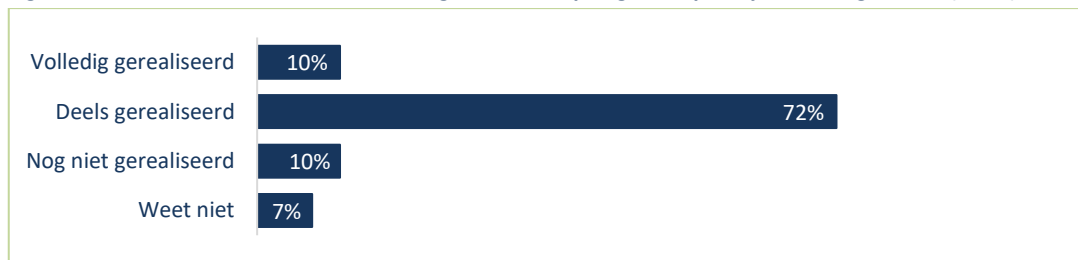 Volledig gerealiseerd 10%
Deels gerealiseerd 72%
Nog niet gerealiseerd 10%
Weet niet 7%